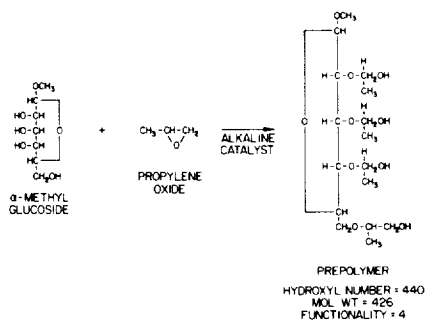 OCH₃
HC
HO-CH
HO-CH
HO-CH
O
HC
CH₂OH
α-METHYL
GLUCOSIDE
+
CH₃-CH-CH₂
O
PROPYLENE
OXIDE
ALKALINE
CATALYST
OCH₃
CH
H
H-C-O-C-CH₂OH
CH₃
H
O
H-C-O-C-CH₂OH
CH₃
H
H-C-O-C-CH₂OH
CH₃
CH
CH₂O-CH-CH₂OH
CH₃
PREPOLYMER
HYDROXYL NUMBER = 440
MOL WT = 426
FUNCTIONALITY = 4